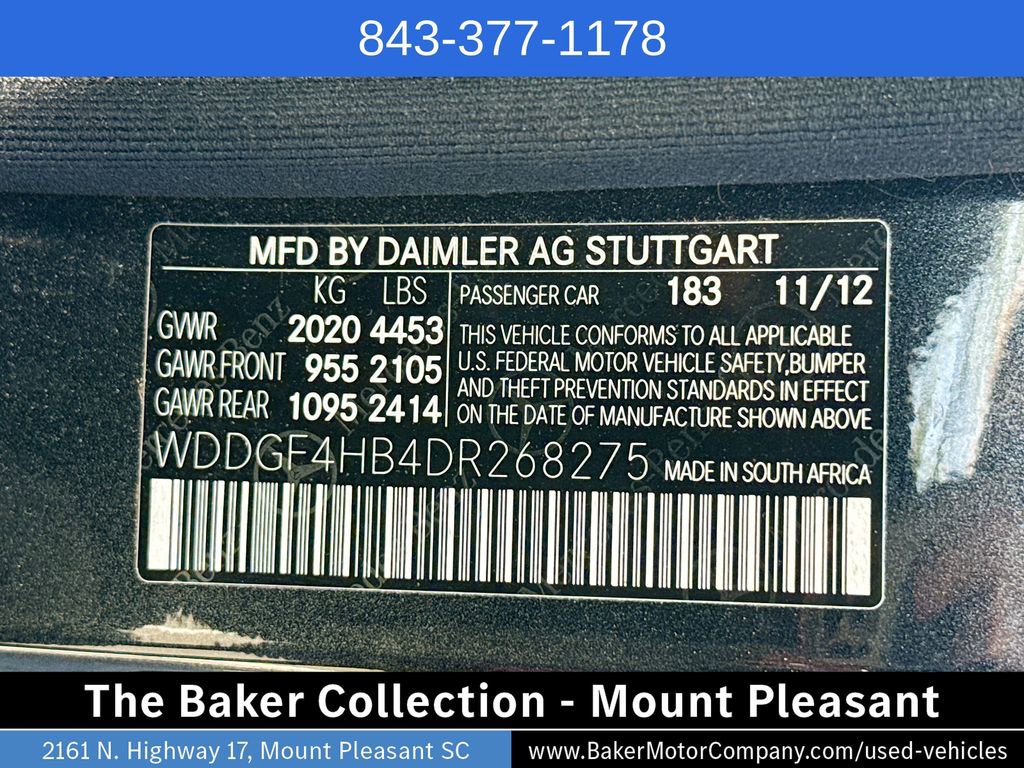 843-377-1178
MFD BY DAIMLER AG STUTTGART
KG LBS
GVWR 2020 4453
GAWR FRONT 955 2105
GAWR REAR 1095 2414
PASSENGER CAR 183 11/12
THIS VEHICLE CONFORMS TO ALL APPLICABLE
U.S. FEDERAL MOTOR VEHICLE SAFETY,BUMPER
AND THEFT PREVENTION STANDARDS IN EFFECT
ON THE DATE OF MANUFACTURE SHOWN ABOVE
WDDGF4HB4DR268275 MADE IN SOUTH AFRICA
The Baker Collection - Mount Pleasant
2161 N. Highway 17, Mount Pleasant SC
www.BakerMotorCompany.com/used-vehicles